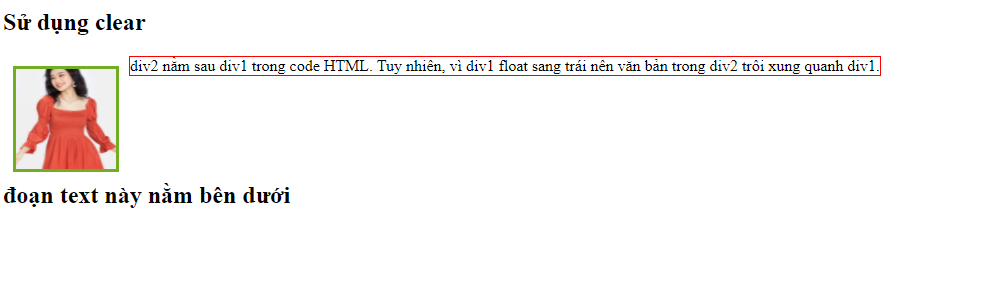 Sử dụng clear
div2 nằm sau div1 trong code HTML. Tuy nhiên, vì div1 float sang trái nên văn bản trong div2 trôi xung quanh div1.
đoạn text này nằm bên dưới